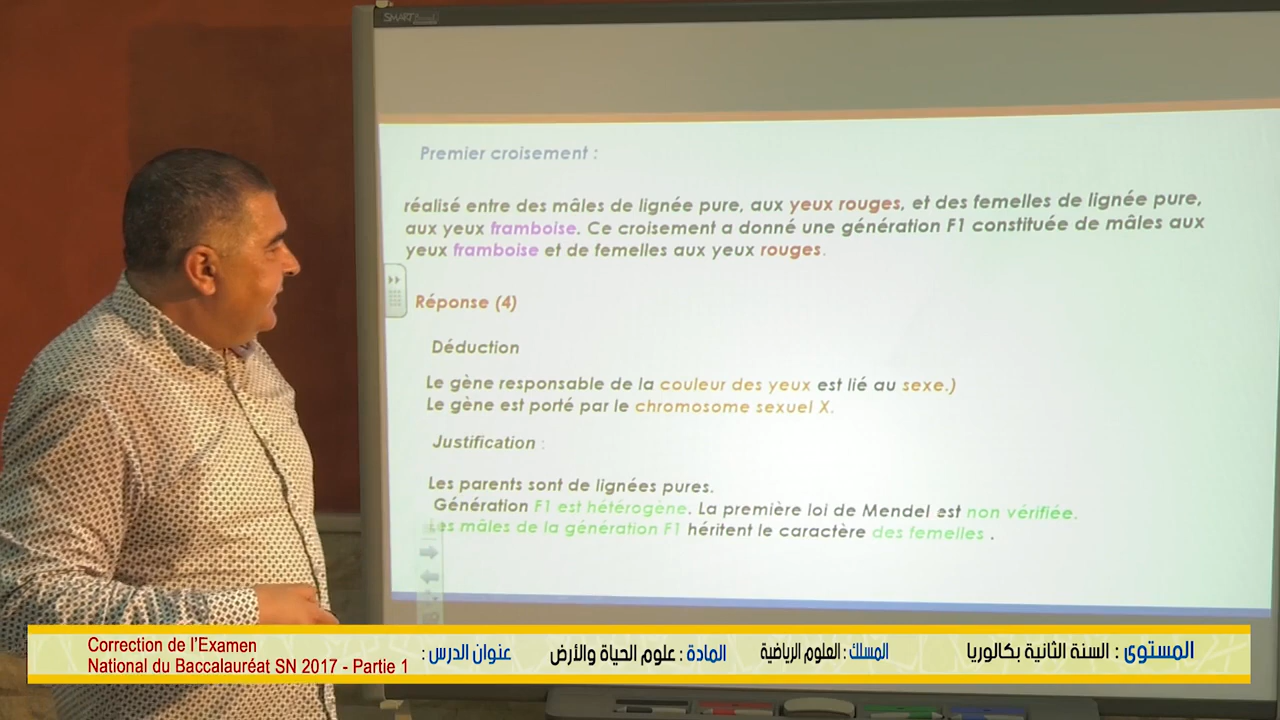 SMART
Premier croisement :
réalisé entre des mâles de lignée pure, aux yeux rouges, et des femelles de lignée pure,
aux yeux framboise. Ce croisement a donné une génération F1 constituée de mâles aux
yeux framboise et de femelles aux yeux rouges.
Réponse (4)
Déduction
Le gène responsable de la couleur des yeux est lié au sexe.)
Le gène est porté par le chromosome sexuel X.
Justification :
Les parents sont de lignées pures.
Génération F1 est hétérogène. La première loi de Mendel est non vérifiée.
Les mâles de la génération F1 héritent le caractère des femelles .
المستوى : السنة الثانية بكالوريا
المسلك : العلوم الرياضية
المادة : علوم الحياة والأرض
عنوان الدرس :
Correction de l'Examen
National du Baccalauréat SN 2017 - Partie 1